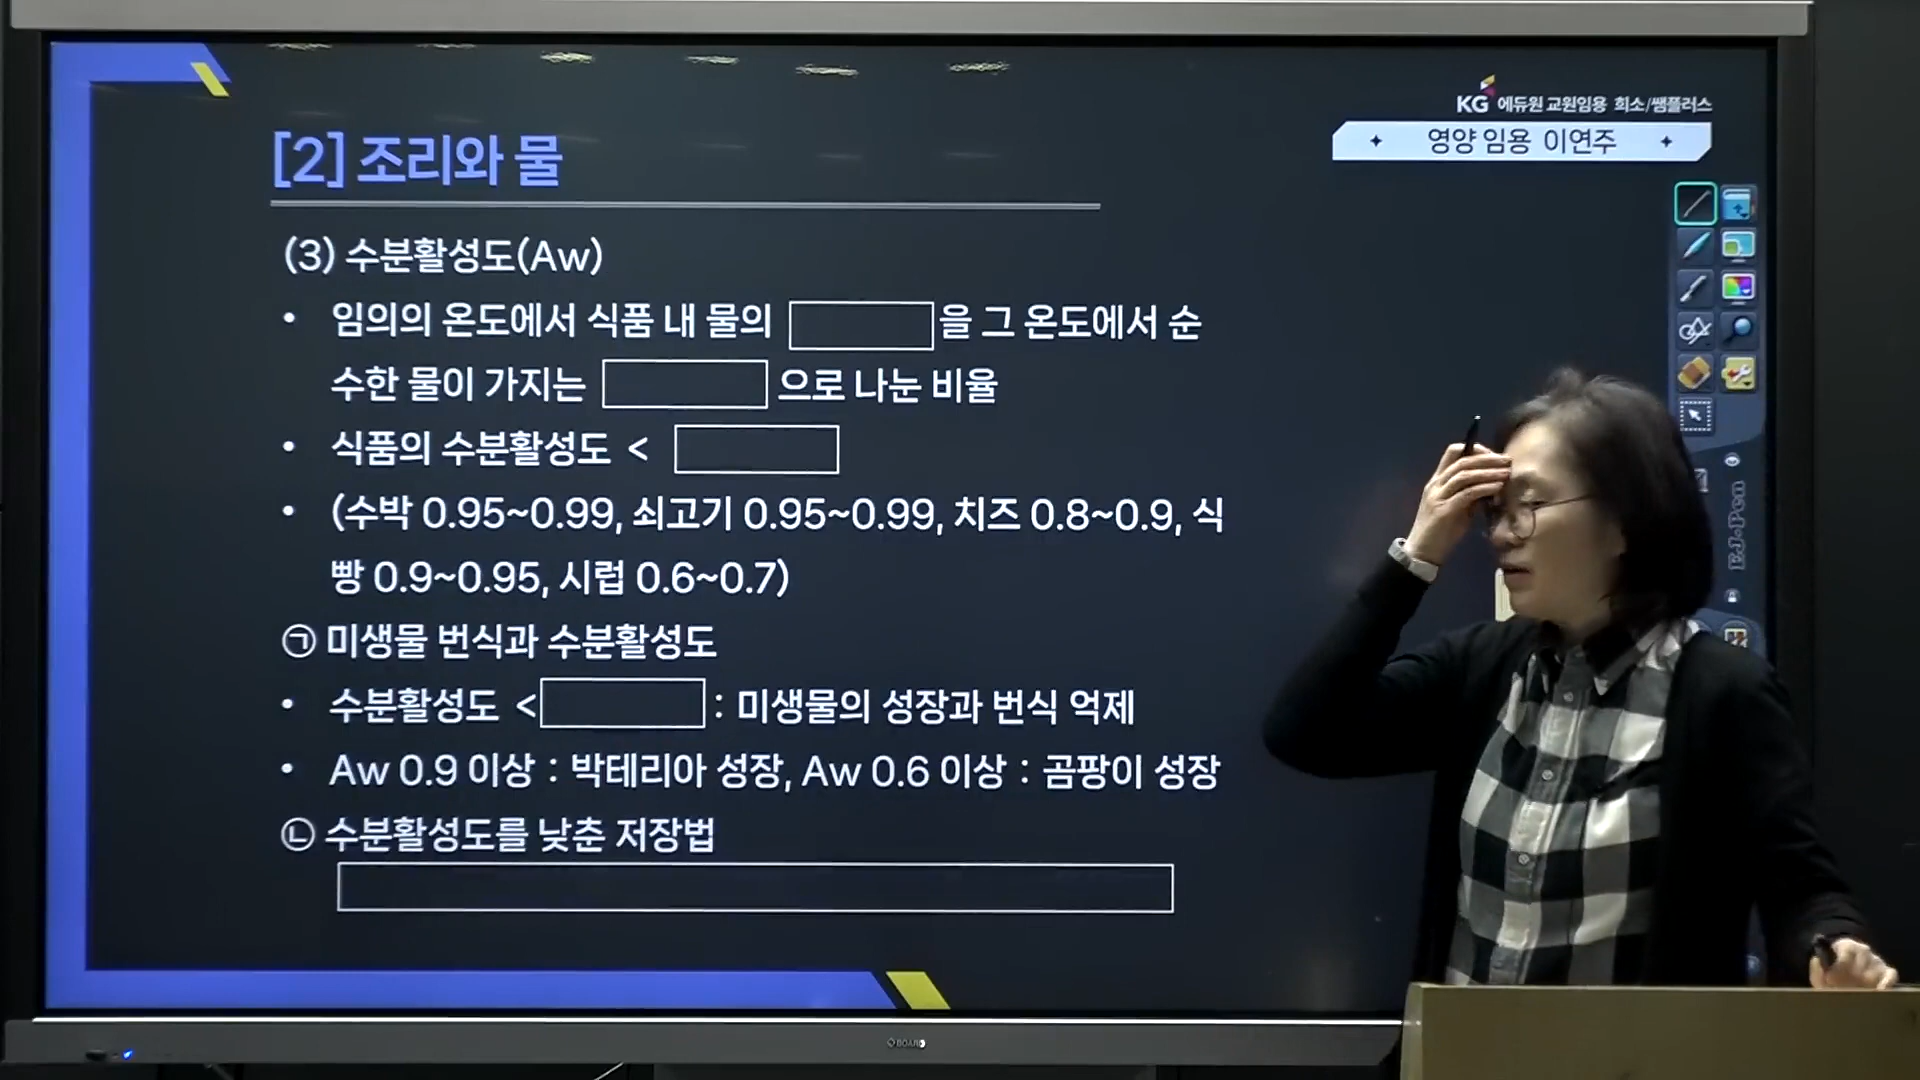 KG 에듀원 교원임용 희소/쌤플러스
✦ 영양 임용 이연주 ✦
[2] 조리와 물
(3) 수분활성도(Aw)
• 임의의 온도에서 식품 내 물의 을 그 온도에서 순
수한 물이 가지는 으로 나눈 비율
• 식품의 수분활성도 <
• (수박 0.95~0.99, 쇠고기 0.95~0.99, 치즈 0.8~0.9, 식
빵 0.9~0.95, 시럽 0.6~0.7)
㉠ 미생물 번식과 수분활성도
• 수분활성도 < : 미생물의 성장과 번식 억제
• Aw 0.9 이상 : 박테리아 성장, Aw 0.6 이상 : 곰팡이 성장
㉡ 수분활성도를 낮춘 저장법